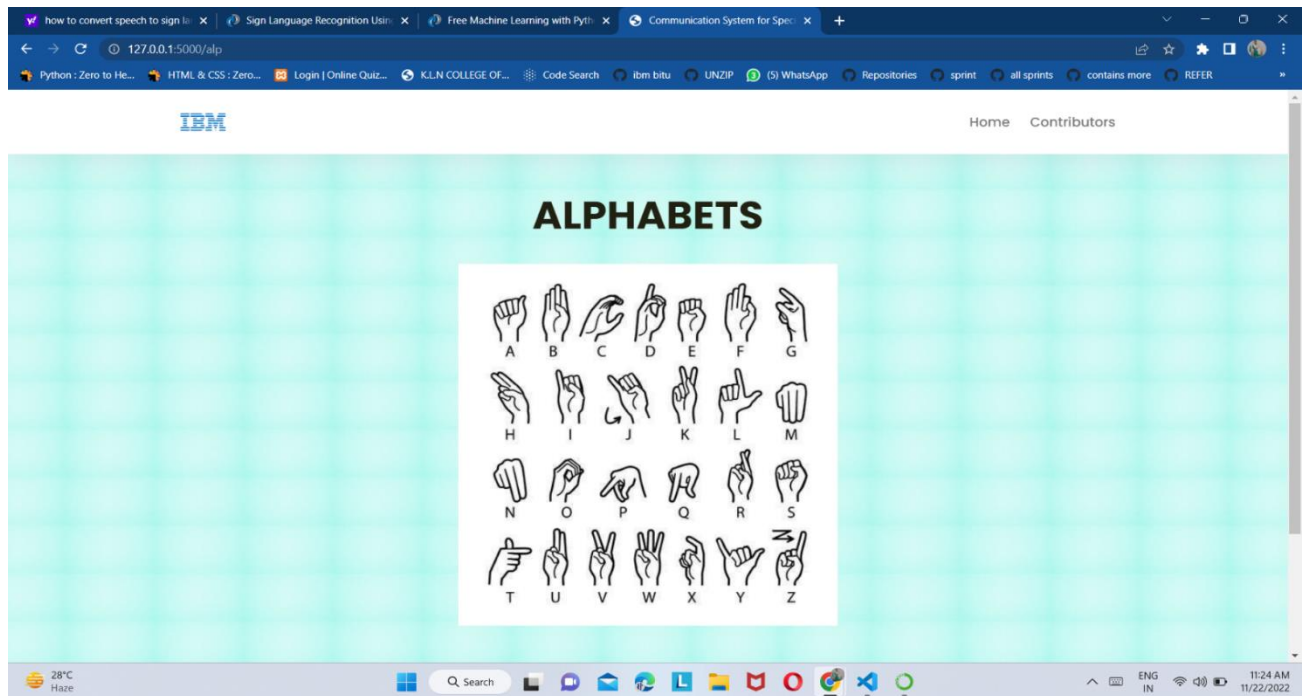 how to convert speech to sign la
Sign Language Recognition Usin
Free Machine Learning with Pyth
Communication System for Speci
127.0.0.1:5000/alp
Python : Zero to He...
HTML & CSS : Zero...
Login | Online Quiz...
K.L.N COLLEGE OF...
Code Search
ibm bitu
UNZIP
(5) WhatsApp
Repositories
sprint
all sprints
contains more
REFER
IBM
Home Contributors
ALPHABETS
A B C D E F G
H I J K L M
N O P Q R S
T U V W X Y Z
28°C
Haze
Search
ENG
IN
11:24 AM
11/22/2022